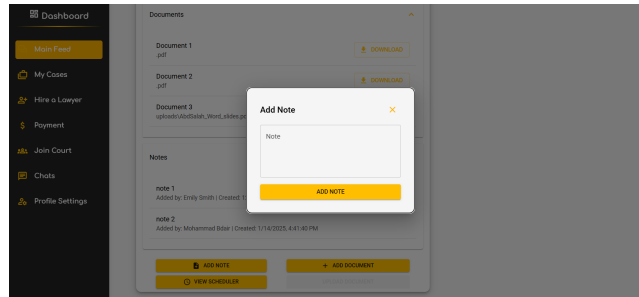 Dashboard
Main Feed
My Cases
Hire a Lawyer
Payment
Join Court
Chats
Profile Settings
Documents
Document 1
.pdf
DOWNLOAD
Document 2
.pdf
DOWNLOAD
Document 3
Notes
note 1
Added by: Emily Smith | Created: 1
note 2
Added by: Mohammad Bdair | Created: 1/14/2025, 4:41:40 PM
ADD NOTE
ADD DOCUMENT
VIEW SCHEDULER
Add Note
Note
ADD NOTE